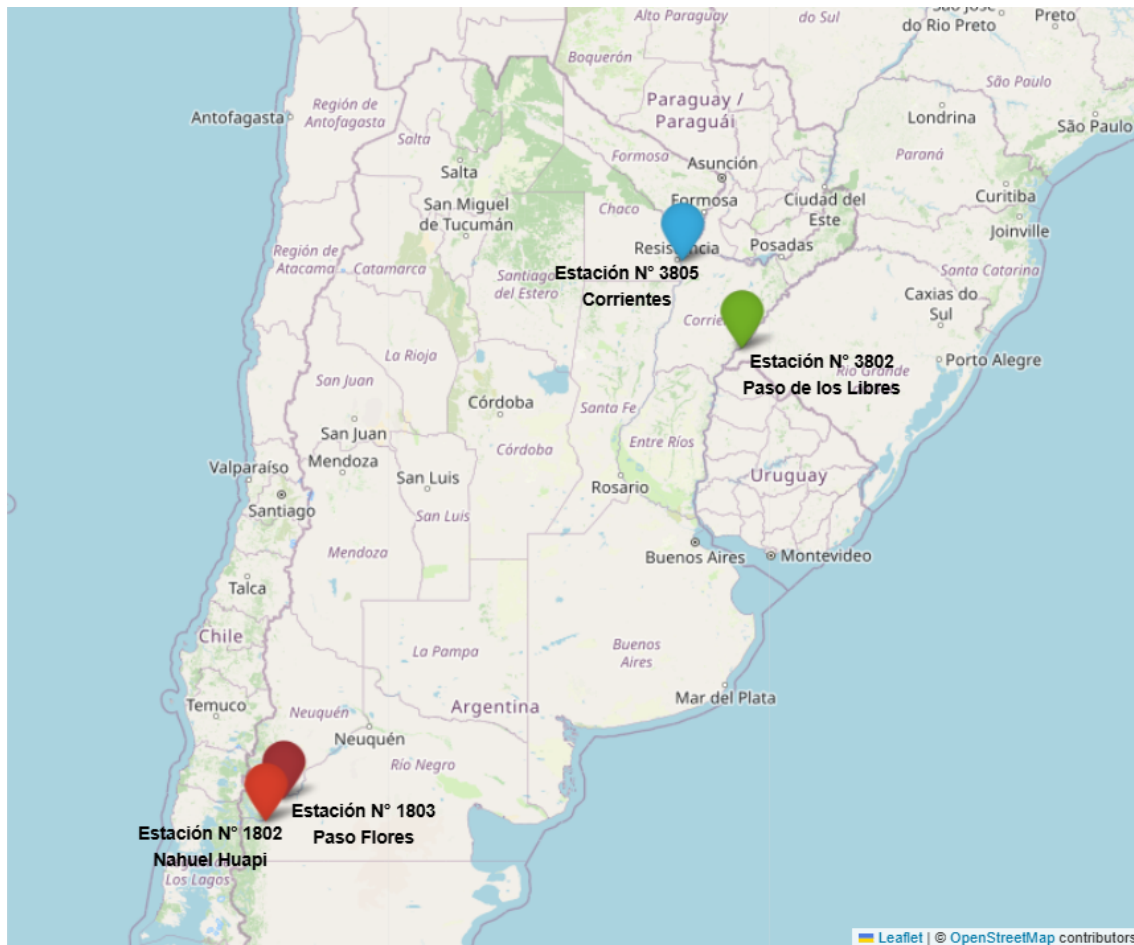 Alto Paraguay
do Sul
São José
do Rio Preto
Preto
Boquerón
São Paulo
Antofagasta
Región de
Antofagasta
Paraguay /
Paraguái
Londrina
São Paulo
Salta
Formosa
Asunción
Paraná
Salta
San Miguel
de Tucumán
Chaco
Formosa
Ciudad del
Este
Curitiba
Joinville
Resistencia
Posadas
Región de
Atacama
Catamarca
Santiago
del Estero
Estación N° 3805
Corrientes
Santa Catarina
Caxias do
Sul
Corrientes
La Rioja
Estación N° 3802
Paso de los Libres
Rio Grande
Porto Alegre
San Juan
Córdoba
Santa Fe
San Juan
Córdoba
Entre Ríos
Valparaíso
Mendoza
San Luis
Rosario
Uruguay
Santiago
San Luis
Mendoza
Buenos Aires
Montevideo
Talca
Chile
La Pampa
Buenos
Aires
Temuco
Neuquén
Argentina
Mar del Plata
Neuquén
Río Negro
Estación N° 1803
Paso Flores
Estación N° 1802
Nahuel Huapi
Los Lagos
Leaflet | © OpenStreetMap contributors